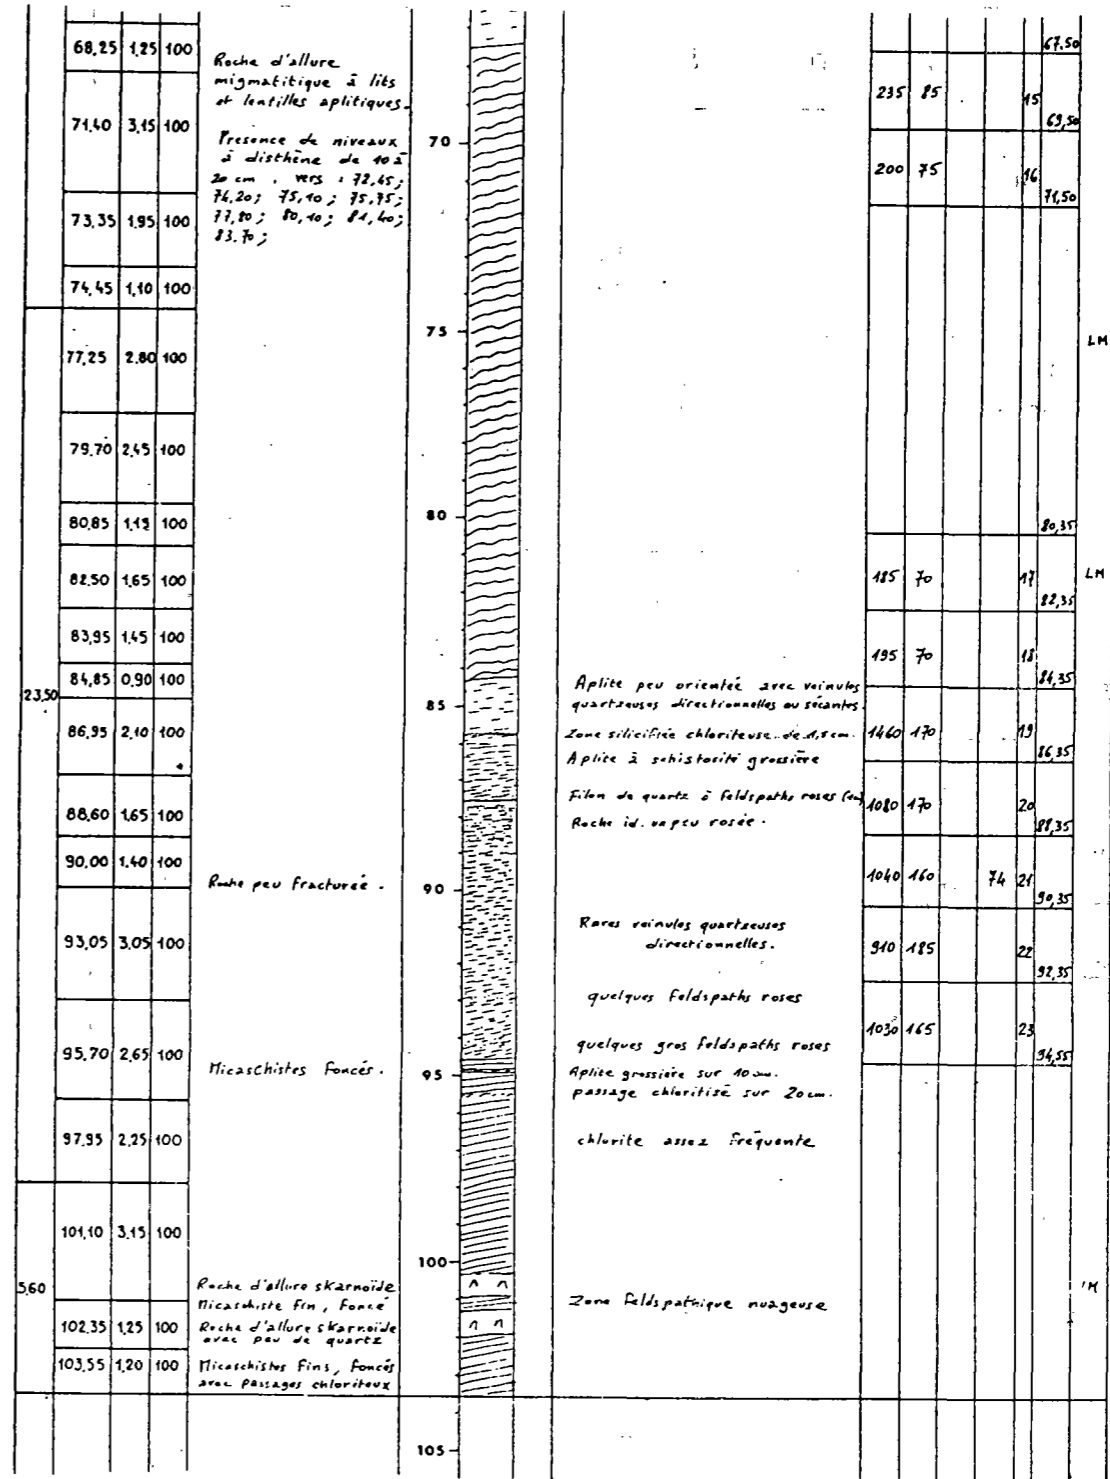 67.50
68,25 1,25 100
Roche d'allure
migmatitique à lits
et lentilles aplitiques.
235 85 15
69,50
71,40 3,15 100
Presence de niveaux
à disthène de 10 à
20 cm, vers : 72,45;
74,20; 75,10; 75,75;
77,80; 80,10; 81,40;
83.70;
70
200 75 16
71,50
73,35 1,95 100
74,45 1,10 100
75
LM
77,25 2.80 100
79,70 2,45 100
80
80,35
80,85 1,15 100
82,50 1,65 100
185 70 17
LM
82,35
83,95 1,45 100
195 70 18
84,35
84,85 0,90 100
23,50
Aplite peu orientée avec veinules
quartzeuses directionnelles ou sécantes.
85
86,95 2,10 100
Zone silicifiée chloriteuse de 1,5 cm.
1460 170 19
86,35
Aplite à schistorité grossière
Filon de quartz à feldspaths roses
1080 170 20
88,35
88,60 1,65 100
Roche id. un peu rosée.
90,00 1.40 100
Roche peu fracturée.
90
1040 160 74 21
90,35
93,05 3,05 100
Rares veinules quartzeuses
directionnelles.
910 185 22
92,35
quelques feldspaths roses
1030 165 23
94,55
95,70 2,65 100
Micaschistes foncés.
quelques gros feldspaths roses
95
Aplite grossière sur 10 cm.
passage chloritisé sur 20 cm.
97,95 2,25 100
chlorite assez fréquente
101,10 3,15 100
100
5,60
Roche d'allure skarnoïde
Micaschiste fin, foncé
Zone feldspathique nuageuse
102,35 1,25 100
Roche d'allure skarnoïde
avec peu de quartz
103,55 1,20 100
Micaschistes fins, foncés
avec passages chloriteux
105